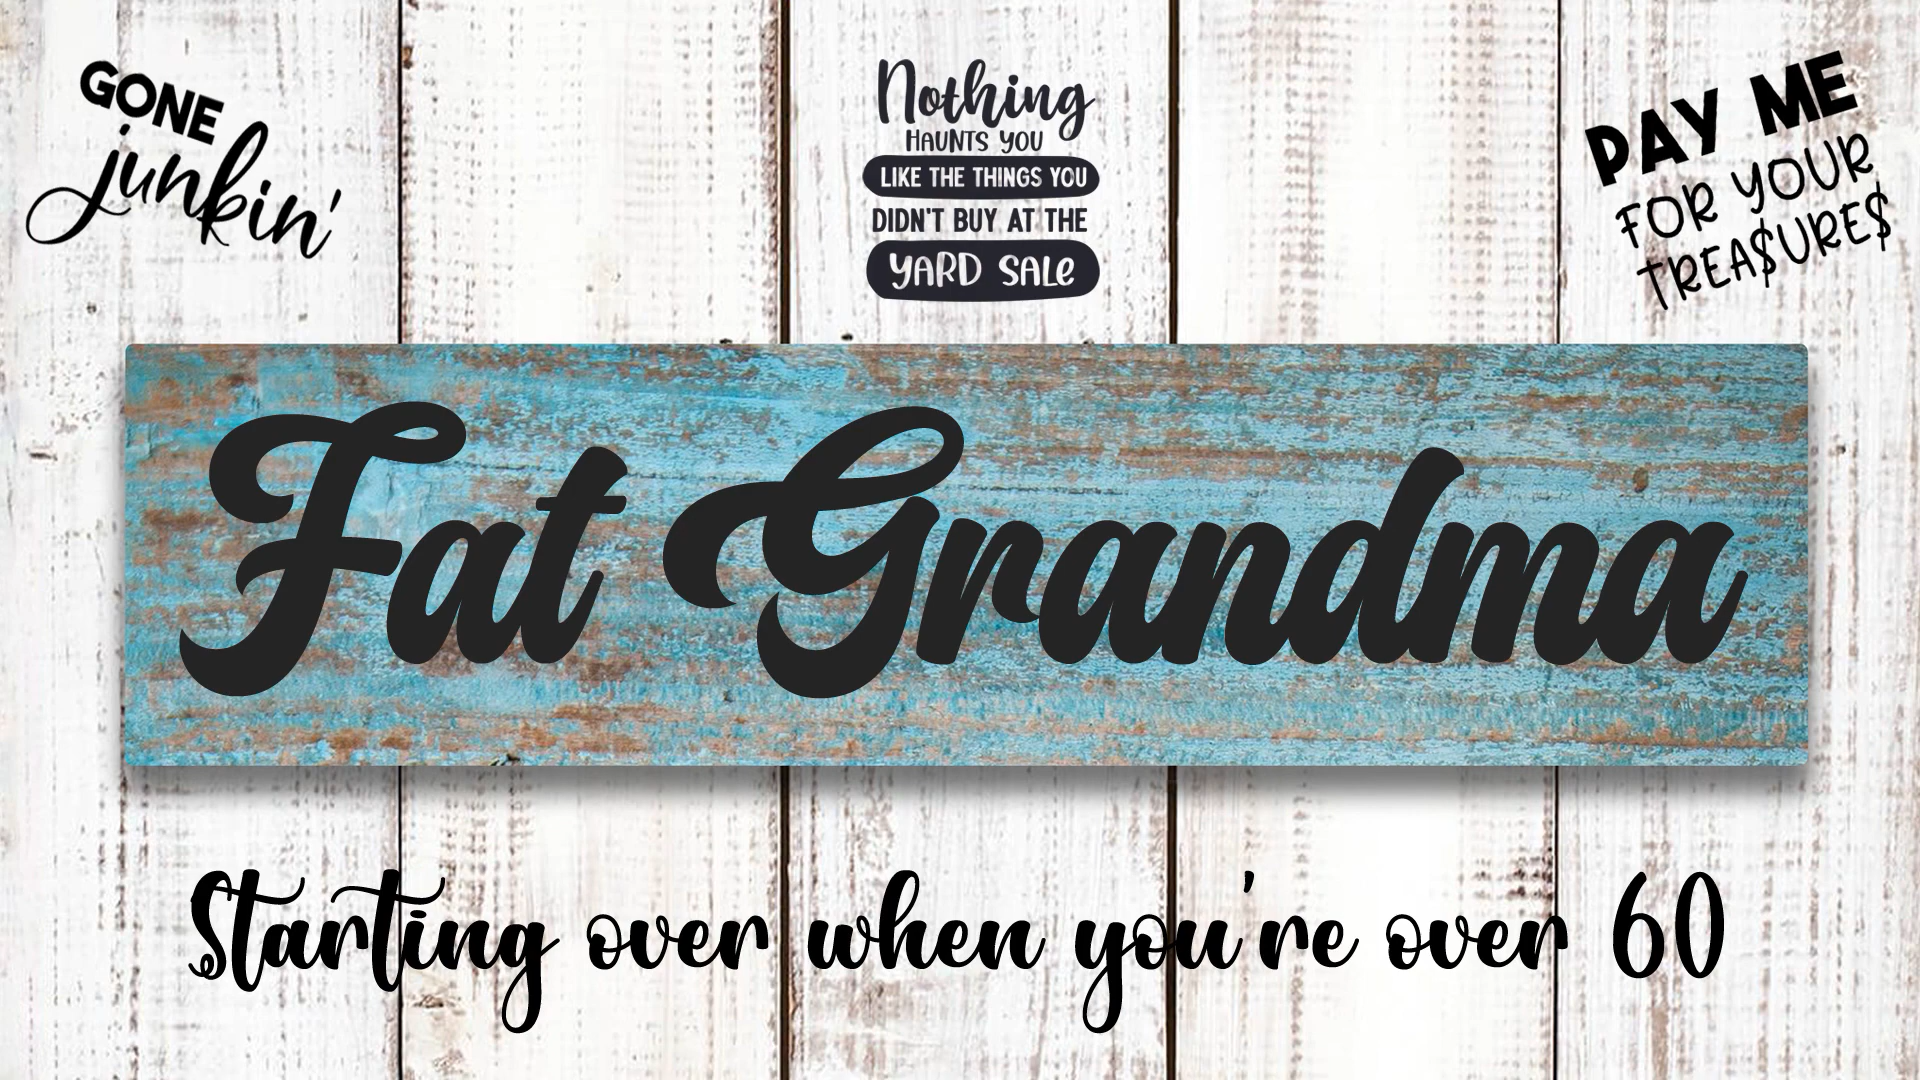 GONE
junkin'
Nothing
HAUNTS YOU
LIKE THE THINGS YOU
DIDN'T BUY AT THE
YARD SALE
PAY ME
FOR YOUR
TREA$URE$
Fat Grandma
Starting over when you're over 60